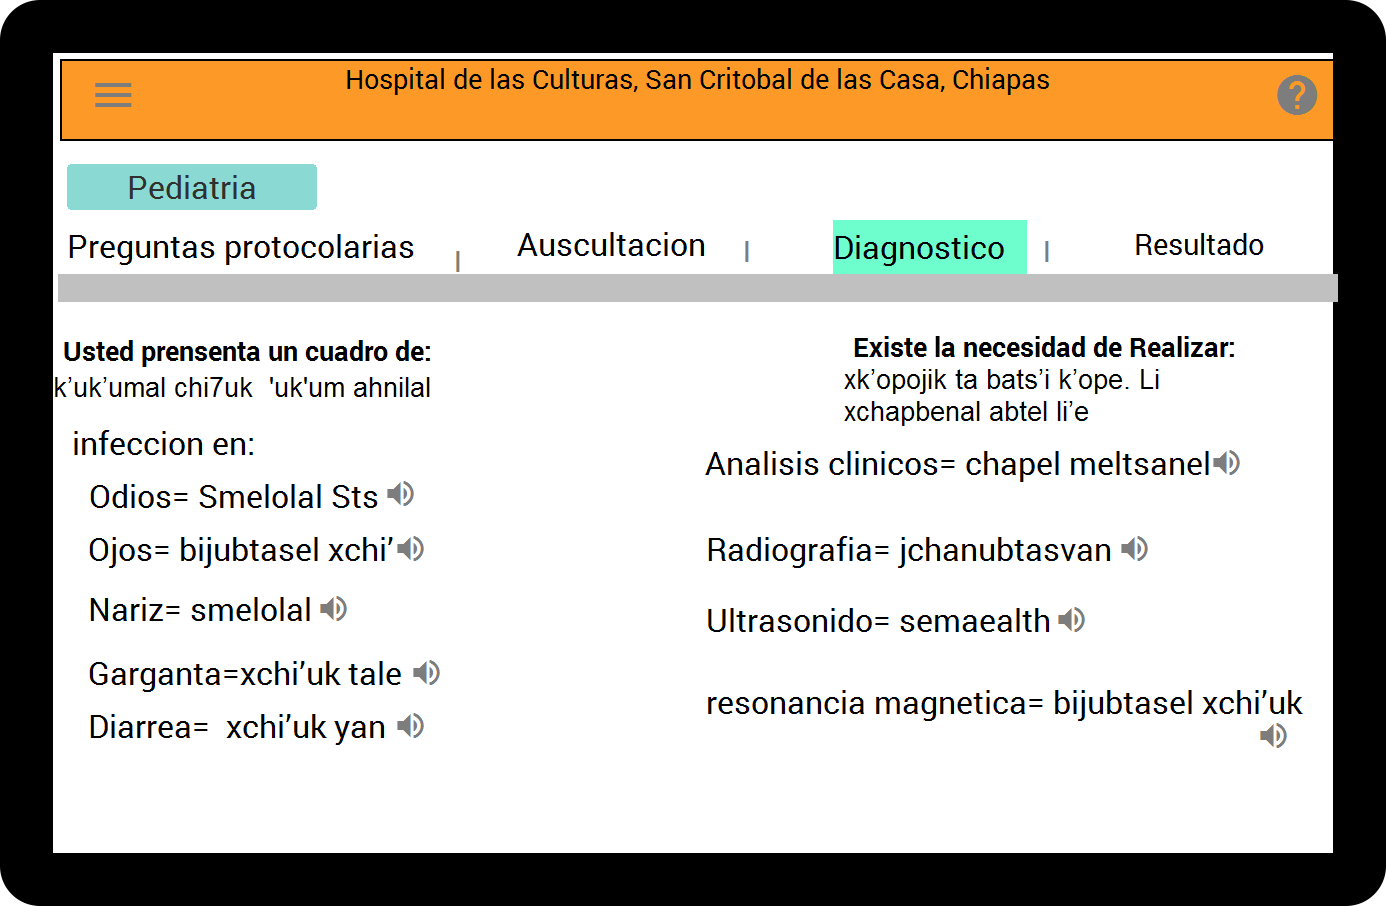 Hospital de las Culturas, San Critobal de las Casa, Chiapas
?
Pediatria
Preguntas protocolarias | Auscultacion | Diagnostico | Resultado
Usted prensenta un cuadro de:
k’uk’umal chi7uk 'uk'um ahnilal
infeccion en:
Odios= Smelolal Sts
Ojos= bijubtasel xchi’
Nariz= smelolal
Garganta=xchi’uk tale
Diarrea= xchi’uk yan
Existe la necesidad de Realizar:
xk’opojik ta bats’i k’ope. Li
xchapbenal abtel li’e
Analisis clinicos= chapel meltsanel
Radiografia= jchanubtasvan
Ultrasonido= semaealth
resonancia magnetica= bijubtasel xchi’uk